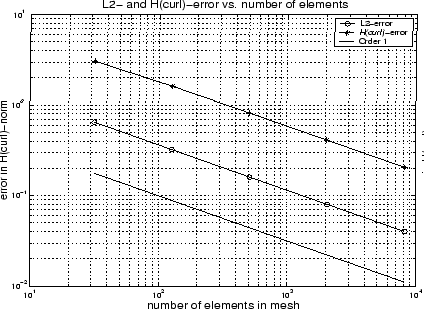 L2− and H(curl)−error vs. number of elements
10^1
L2−error
H(curl)−error
Order 1
10^0
error in H(curl)−norm
10^−1
10^−2
10^1
10^2
10^3
10^4
number of elements in mesh